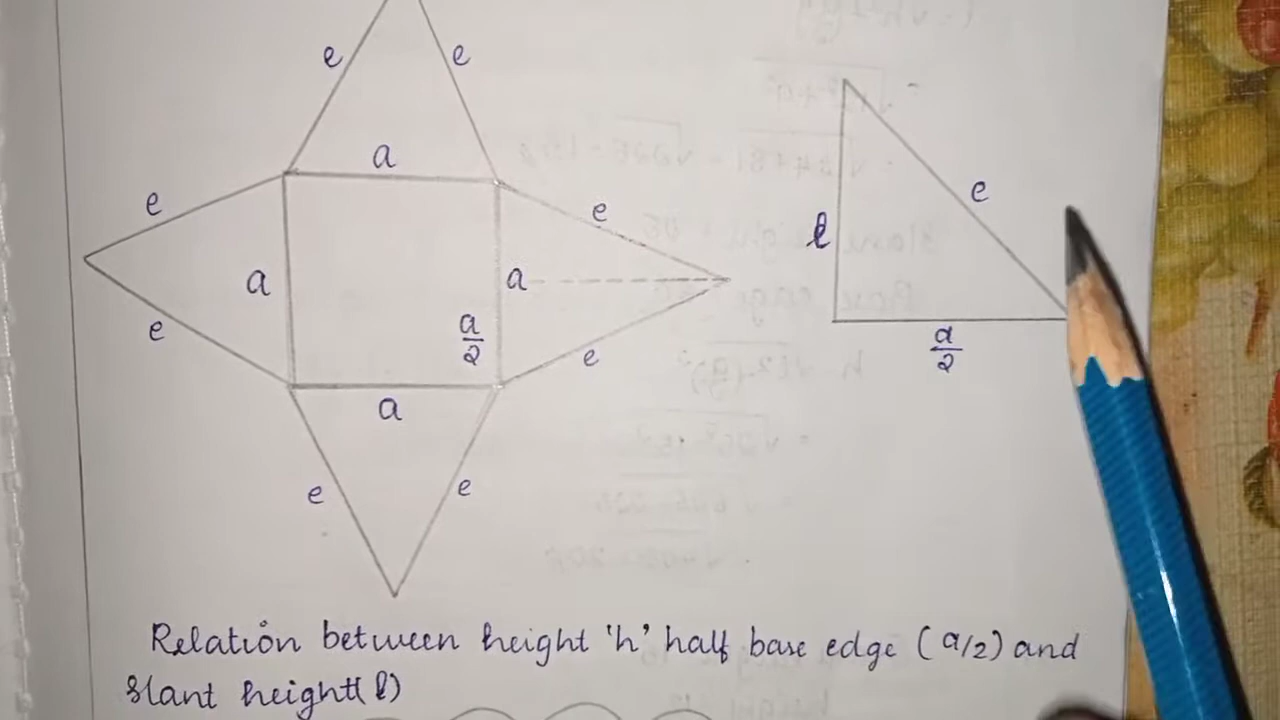 e e
a
e e
a a
e a/2 e
a
e e
e
l
a/2
Relation between height 'h' half base edge (a/2) and
slant height(l)